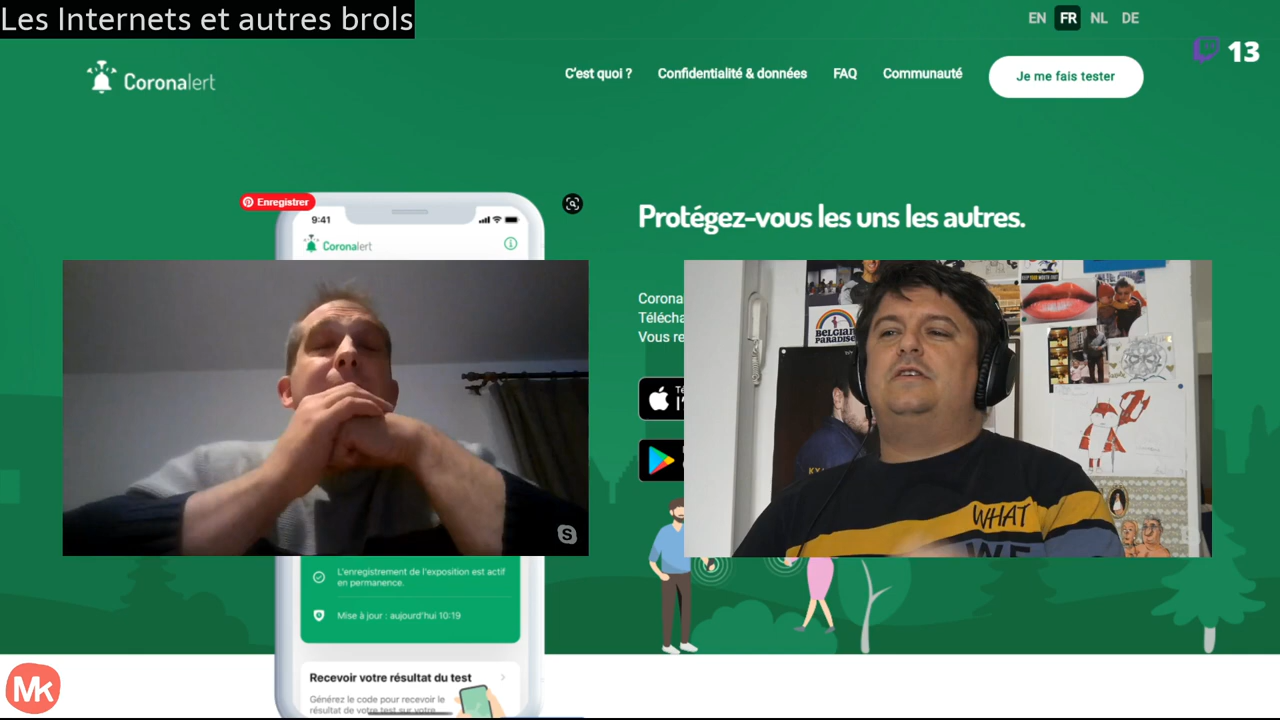 Les Internets et autres brols
EN FR NL DE
13
Coronalert
C'est quoi ?
Confidentialité & données
FAQ
Communauté
Je me fais tester
Enregistrer
9:41
Coronalert
Protégez-vous les uns les autres.
Corona
Télécha
Vous re
BELGIAN
PARADISE
WHAT
WE
L'enregistrement de l'exposition est actif
en permanence.
Mise à jour : aujourd'hui 10:19
Recevoir votre résultat du test
Générez le code pour recevoir le
résultat de votre test sur votre
Mk